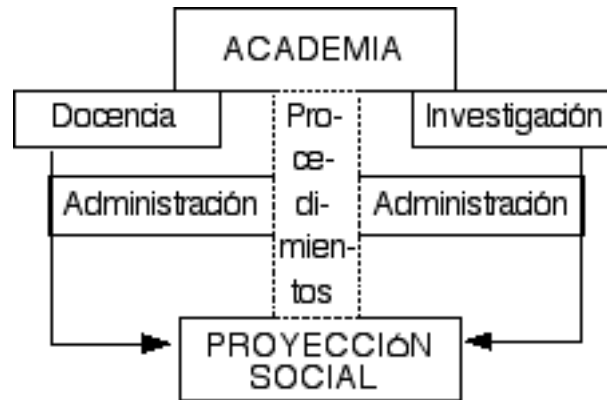 ACADEMIA
Docencia
Investigación
Pro-
ce-
di-
mien-
tos
Administración
Administración
PROYECCIóN
SOCIAL